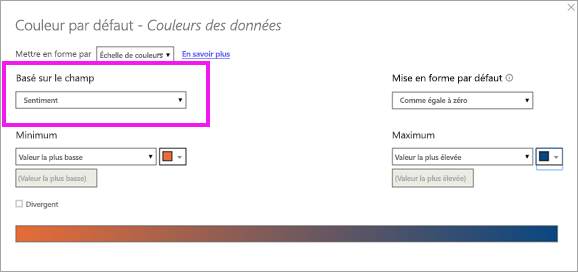 Couleur par défaut - Couleurs des données
Mettre en forme par Échelle de couleurs En savoir plus
Basé sur le champ Mise en forme par défaut
Sentiment Comme égale à zéro
Minimum Maximum
Valeur la plus basse Valeur la plus élevée
(Valeur la plus basse) (Valeur la plus élevée)
Divergent